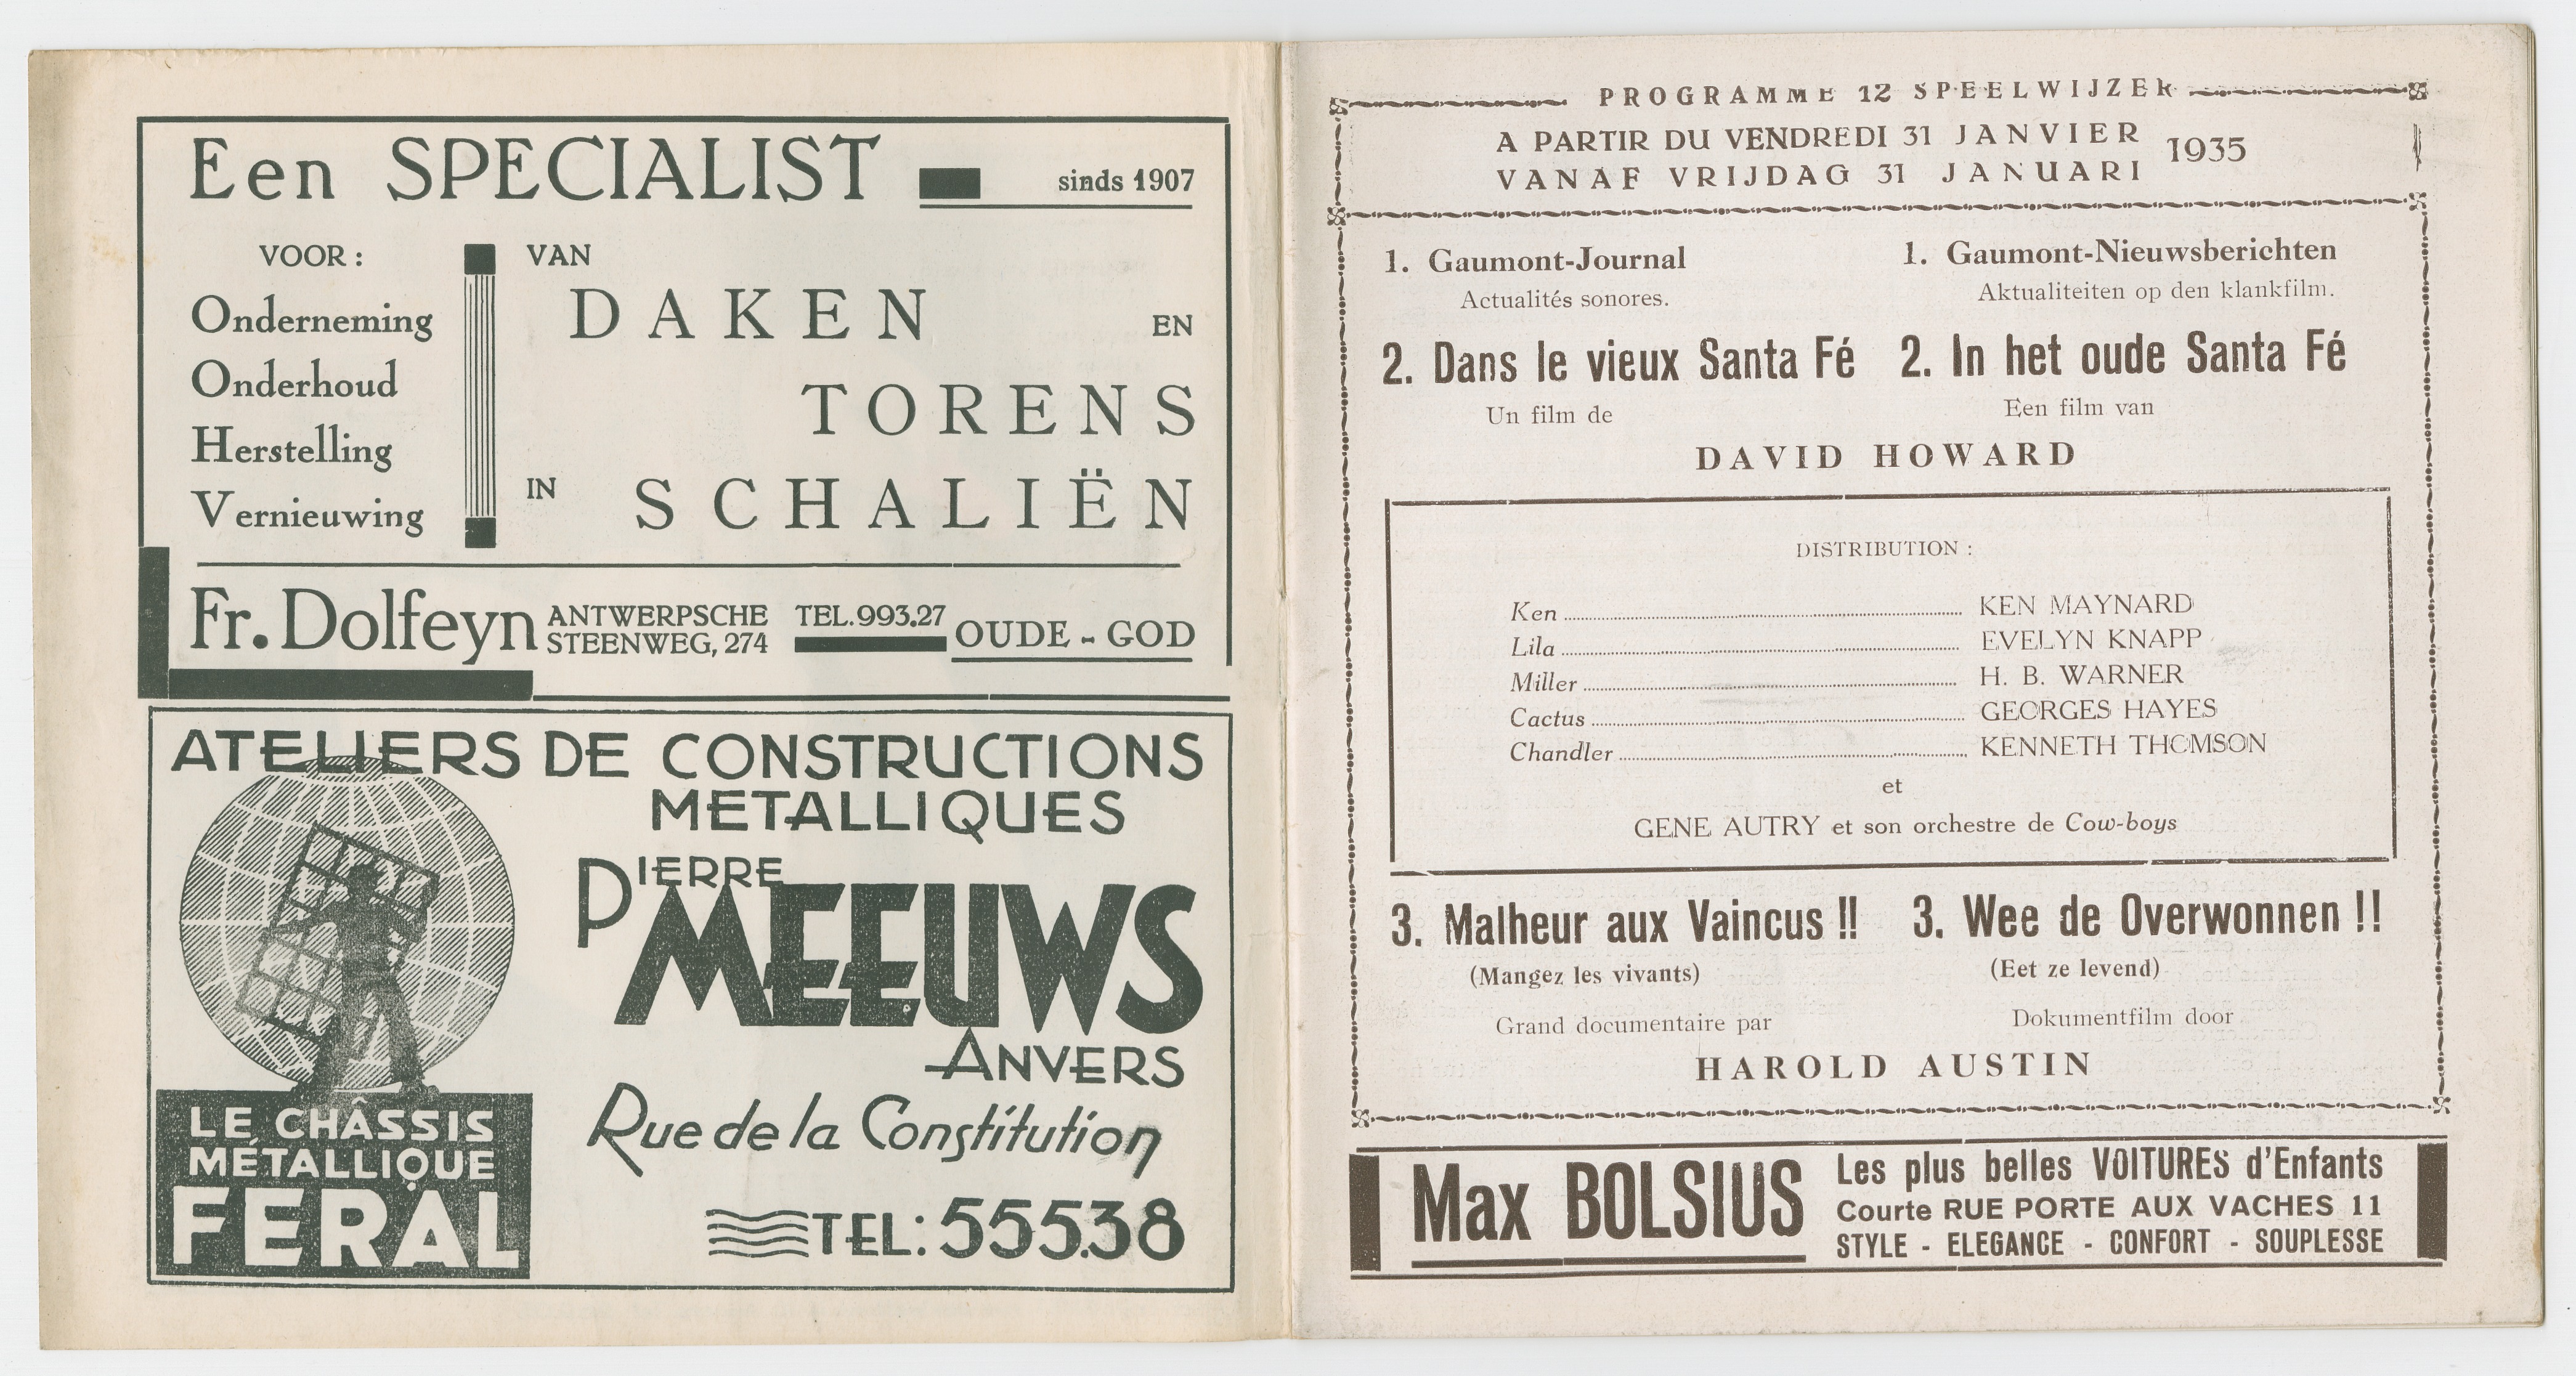 Een SPECIALIST
sinds 1907
VOOR :
Onderneming
Onderhoud
Herstelling
Vernieuwing
VAN
DAKEN
EN
TORENS
IN SCHALIËN
Fr. Dolfeyn
ANTWERPSCHE
STEENWEG, 274
TEL. 993.27
OUDE - GOD
ATELIERS DE CONSTRUCTIONS
METALLIQUES
PIERRE
MEEUWS
ANVERS
Rue de la Constitution
TEL: 555.38
LE CHÂSSIS
MÉTALLIQUE
FERAL
PROGRAMME 12 SPEELWIJZER
A PARTIR DU VENDREDI 31 JANVIER
VANAF VRIJDAG 31 JANUARI
1935
1. Gaumont-Journal
Actualités sonores.
1. Gaumont-Nieuwsberichten
Aktualiteiten op den klankfilm.
2. Dans le vieux Santa Fé
Un film de
2. In het oude Santa Fé
Een film van
DAVID HOWARD
DISTRIBUTION :
Ken ........ KEN MAYNARD
Lila ........ EVELYN KNAPP
Miller ........ H. B. WARNER
Cactus ........ GEORGES HAYES
Chandler ........ KENNETH THOMSON
et
GENE AUTRY et son orchestre de Cow-boys
3. Malheur aux Vaincus !!
(Mangez les vivants)
Grand documentaire par
3. Wee de Overwonnen !!
(Eet ze levend)
Dokumentfilm door
HAROLD AUSTIN
Max BOLSIUS
Les plus belles VOITURES d'Enfants
Courte RUE PORTE AUX VACHES 11
STYLE - ELEGANCE - CONFORT - SOUPLESSE